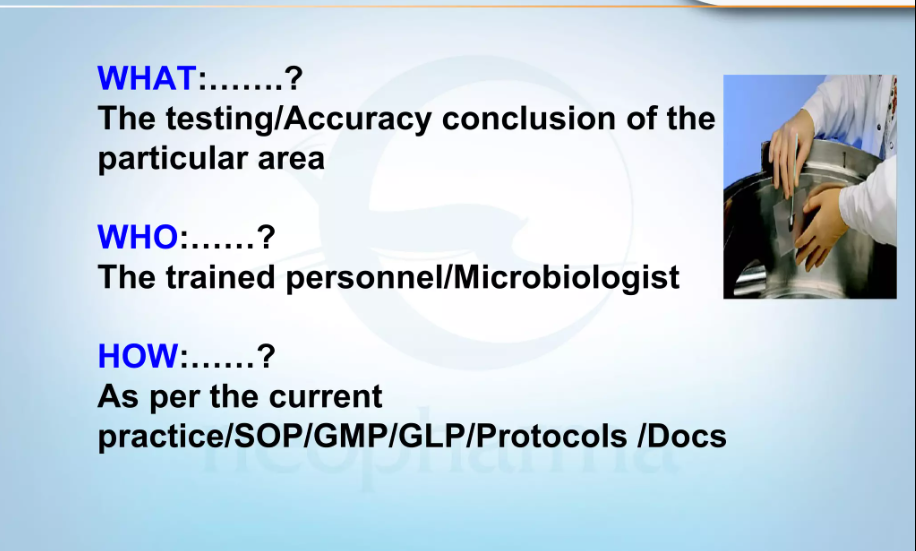 WHAT:.......?
The testing/Accuracy conclusion of the
particular area
WHO:......?
The trained personnel/Microbiologist
HOW:......?
As per the current
practice/SOP/GMP/GLP/Protocols /Docs
neopharma